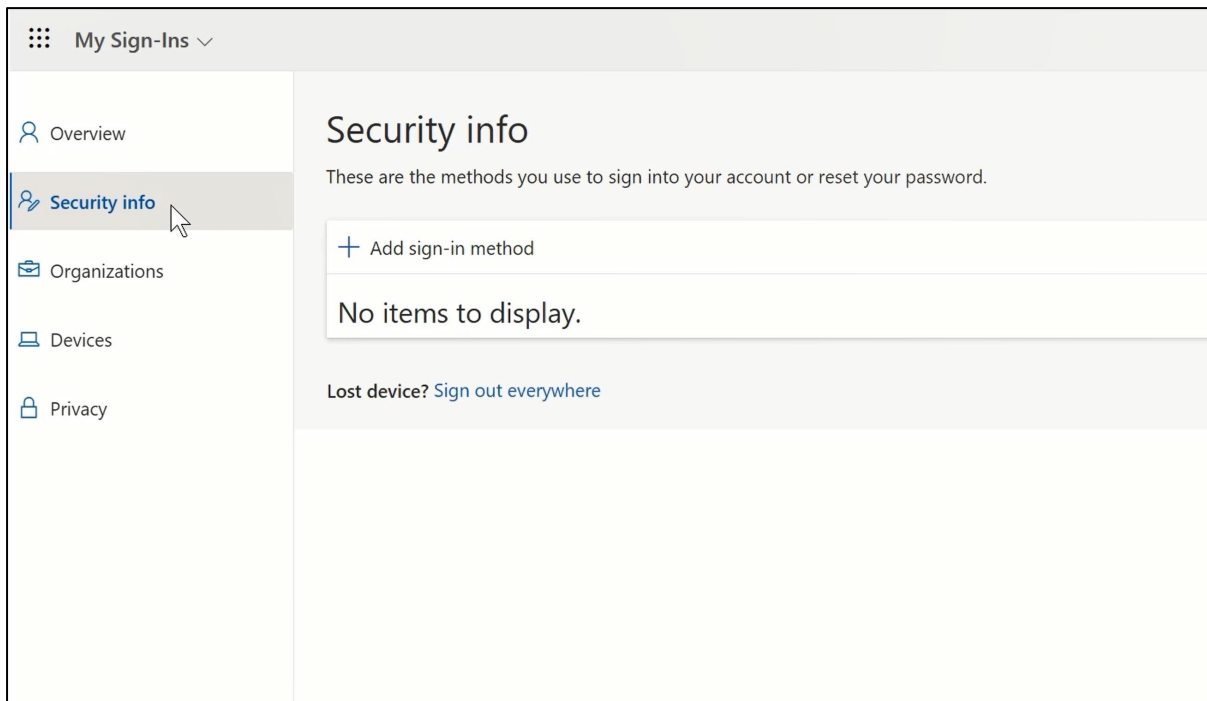 My Sign-Ins
Overview
Security info
Organizations
Devices
Privacy
Security info
These are the methods you use to sign into your account or reset your password.
Add sign-in method
No items to display.
Lost device? Sign out everywhere